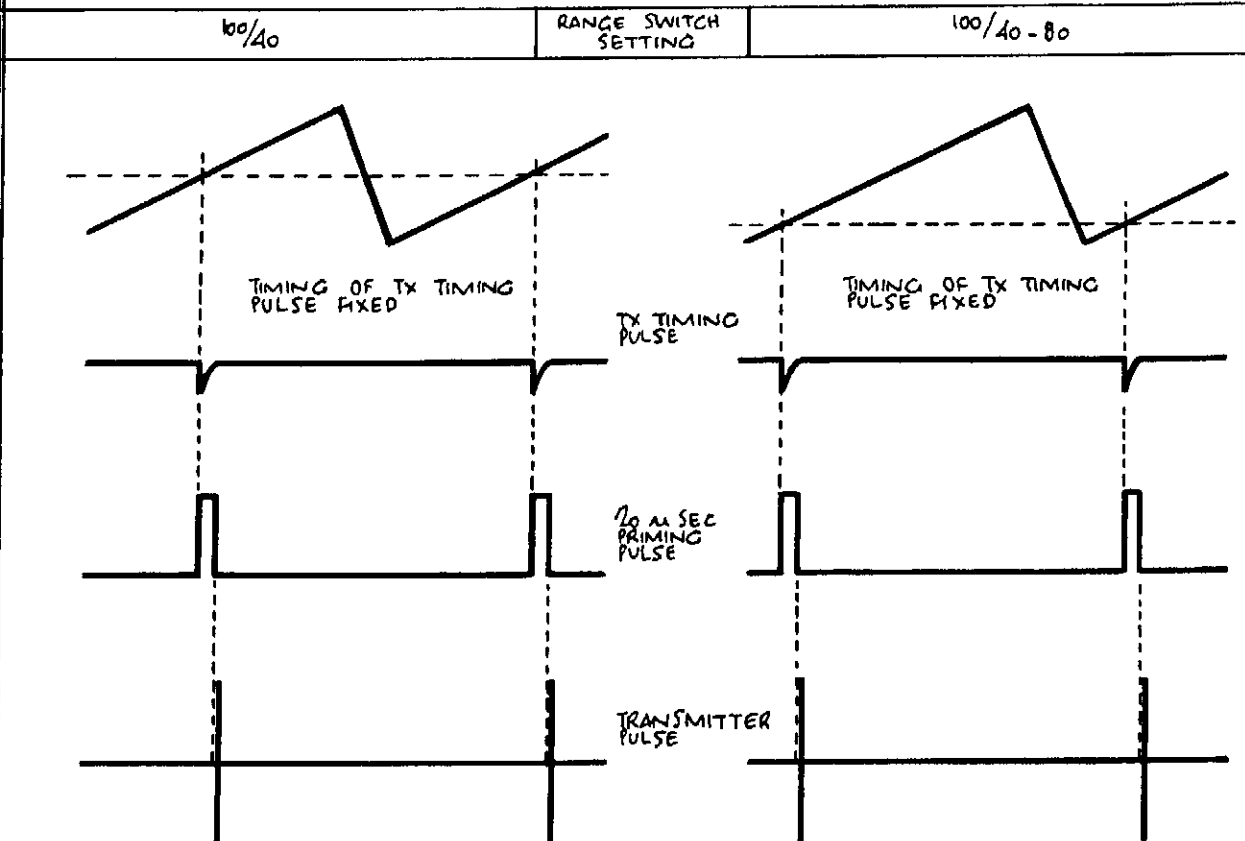 100/40
RANGE SWITCH
SETTING
100/40-80
TIMING OF TX TIMING
PULSE FIXED
TIMING OF TX TIMING
PULSE FIXED
TX TIMING
PULSE
20 μ SEC
PRIMING
PULSE
TRANSMITTER
PULSE